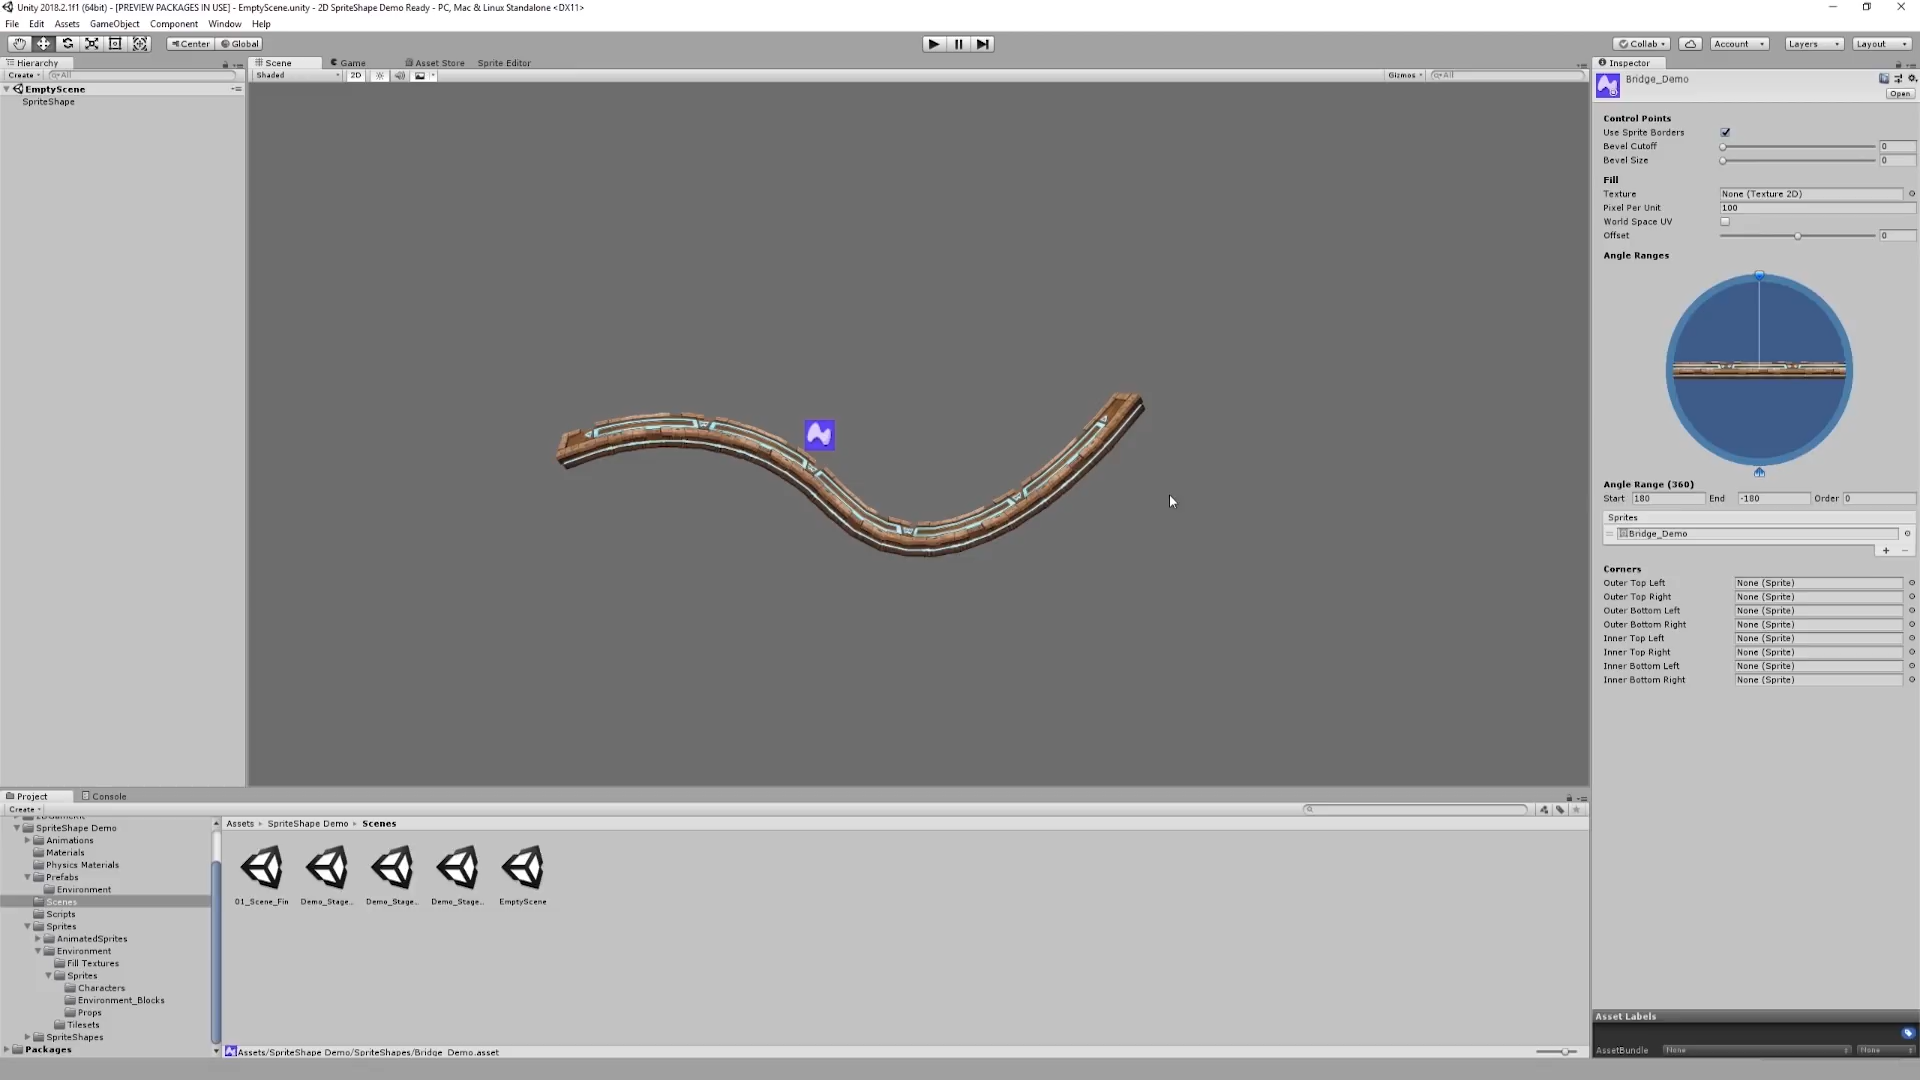 Unity 2018.2.1f1 (64bit) - [PREVIEW PACKAGES IN USE] - EmptyScene.unity - 2D SpriteShape Demo Ready - PC, Mac & Linux Standalone <DX11>
File Edit Assets GameObject Component Window Help
Center Global Collab Account Layers Layout
Hierarchy
Create All
EmptyScene
SpriteShape
Scene Game Asset Store Sprite Editor
Shaded 2D Gizmos All
Inspector
Bridge_Demo
Open
Control Points
Use Sprite Borders
Bevel Cutoff 0
Bevel Size 0
Fill
Texture None (Texture 2D)
Pixel Per Unit 100
World Space UV
Offset 0
Angle Ranges
Angle Range (360)
Start 180 End -180 Order 0
Sprites
Bridge_Demo
Corners
Outer Top Left None (Sprite)
Outer Top Right None (Sprite)
Outer Bottom Left None (Sprite)
Outer Bottom Right None (Sprite)
Inner Top Left None (Sprite)
Inner Top Right None (Sprite)
Inner Bottom Left None (Sprite)
Inner Bottom Right None (Sprite)
Project Console
Create
SpriteShape Demo
Animations
Materials
Physics Materials
Prefabs
Environment
Scenes
Scripts
Sprites
AnimatedSprites
Environment
Fill Textures
Sprites
Characters
Environment_Blocks
Props
Tilesets
SpriteShapes
Packages
Assets SpriteShape Demo Scenes
01_Scene_Fin Demo_Stage... Demo_Stage... Demo_Stage... EmptyScene
Assets/SpriteShape Demo/SpriteShapes/Bridge_Demo.asset
Asset Labels
AssetBundle None None